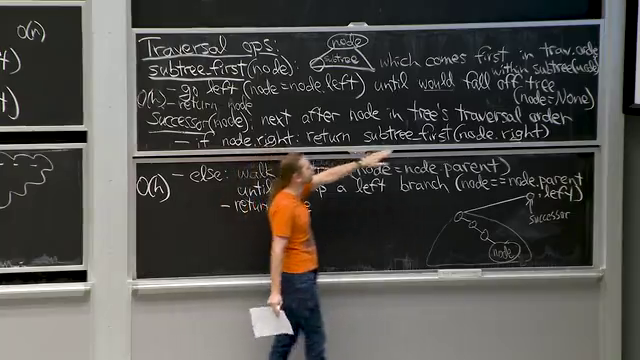 O(h)
Traversal ops:
node
subtree
subtree_first(node): which comes first in trav. order
within subtree(node)
- go left (node=node.left) until would fall off tree
(node=None)
O(h) - return node
successor(node): next after node in tree's traversal order
- if node.right: return subtree_first(node.right)
O(h) - else: walk (node=node.parent)
until up a left branch (node==node.parent
.left)
- return
successor
node